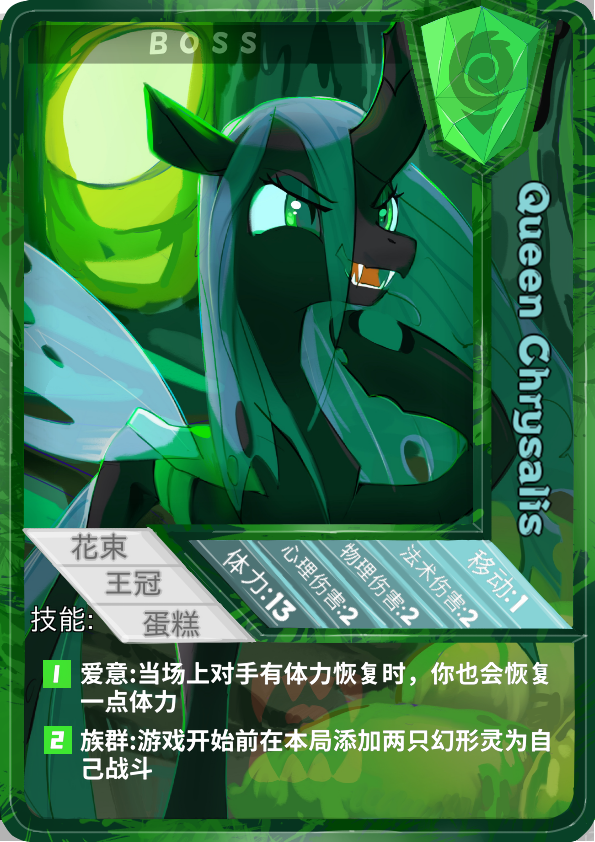 BOSS
Queen Chrysalis
花束
王冠
蛋糕
体力:13
心理伤害:2
物理伤害:2
法术伤害:2
移动:1
技能:
1 爱意:当场上对手有体力恢复时，你也会恢复
一点体力
2 族群:游戏开始前在本局添加两只幻形灵为自
己战斗